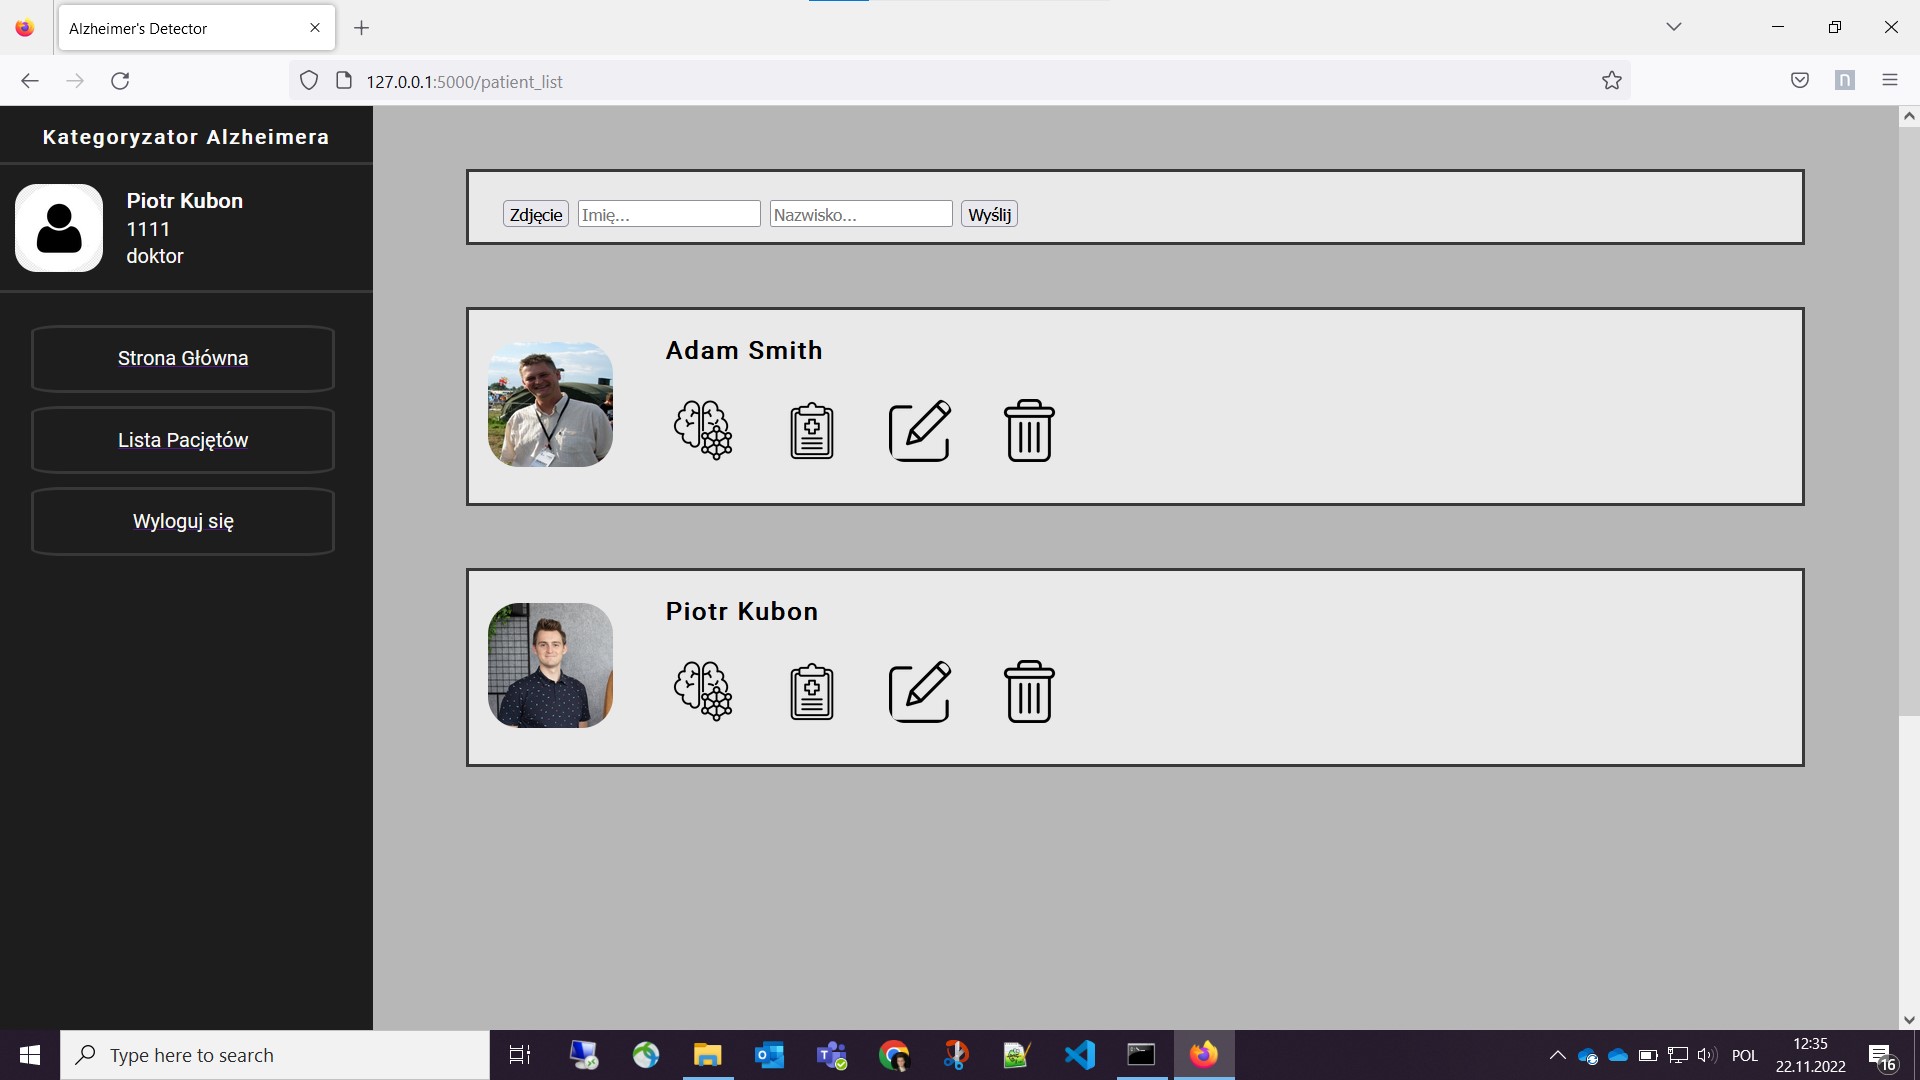 Alzheimer's Detector
127.0.0.1:5000/patient_list
Kategoryzator Alzheimera
Piotr Kubon
1111
doktor
Strona Główna
Lista Pacjętów
Wyloguj się
Zdjęcie Imię... Nazwisko... Wyślij
Adam Smith
Piotr Kubon
Type here to search
POL
12:35
22.11.2022
16